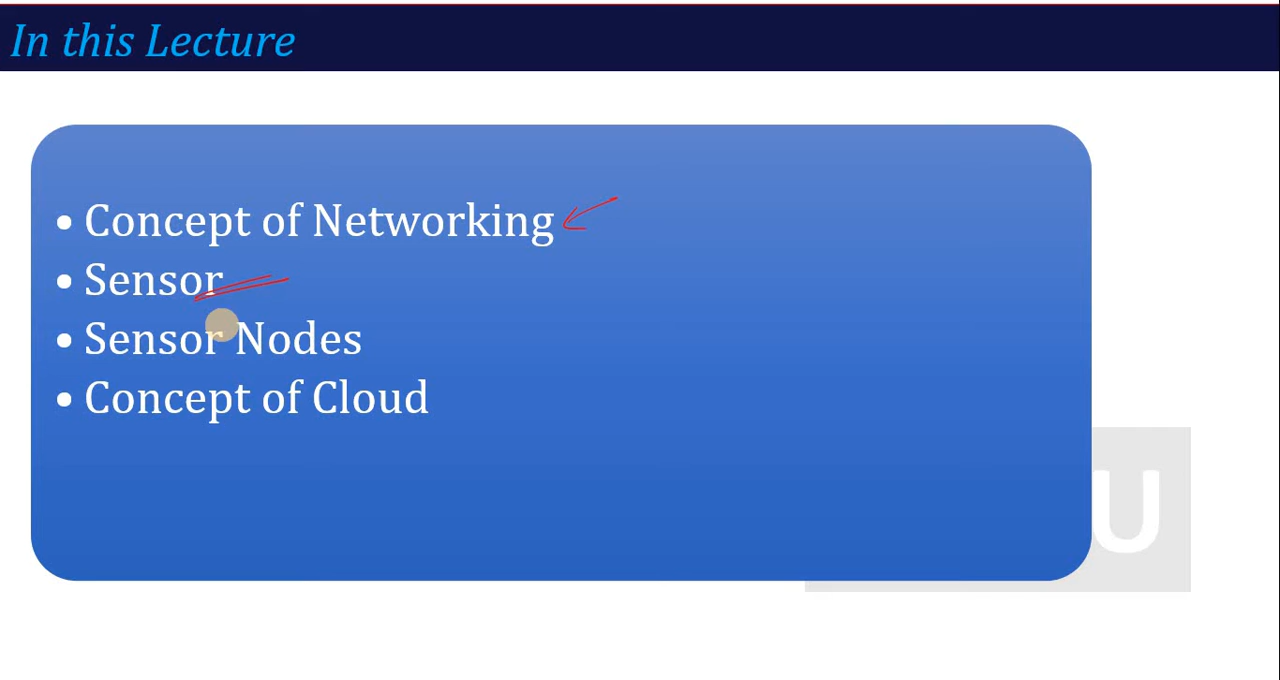 In this Lecture
• Concept of Networking
• Sensor
• Sensor Nodes
• Concept of Cloud
U